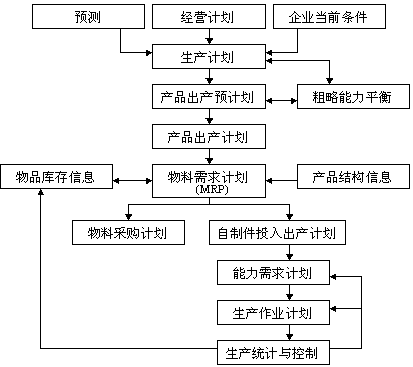 预测
经营计划
企业当前条件
生产计划
产品出产预计划
粗略能力平衡
产品出产计划
物品库存信息
物料需求计划
(MRP)
产品结构信息
物料采购计划
自制件投入出产计划
能力需求计划
生产作业计划
生产统计与控制